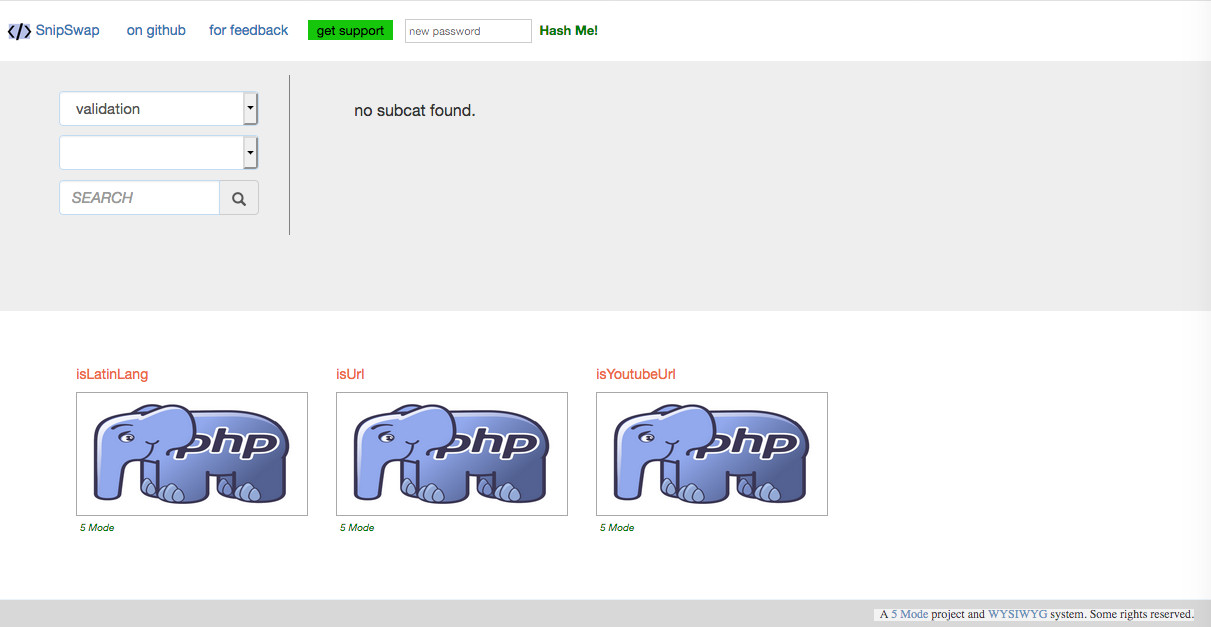 </> SnipSwap on github for feedback get support new password Hash Me!
validation
no subcat found.
SEARCH
isLatinLang isUrl isYoutubeUrl
php php php
5 Mode 5 Mode 5 Mode
A 5 Mode project and WYSIWYG system. Some rights reserved.